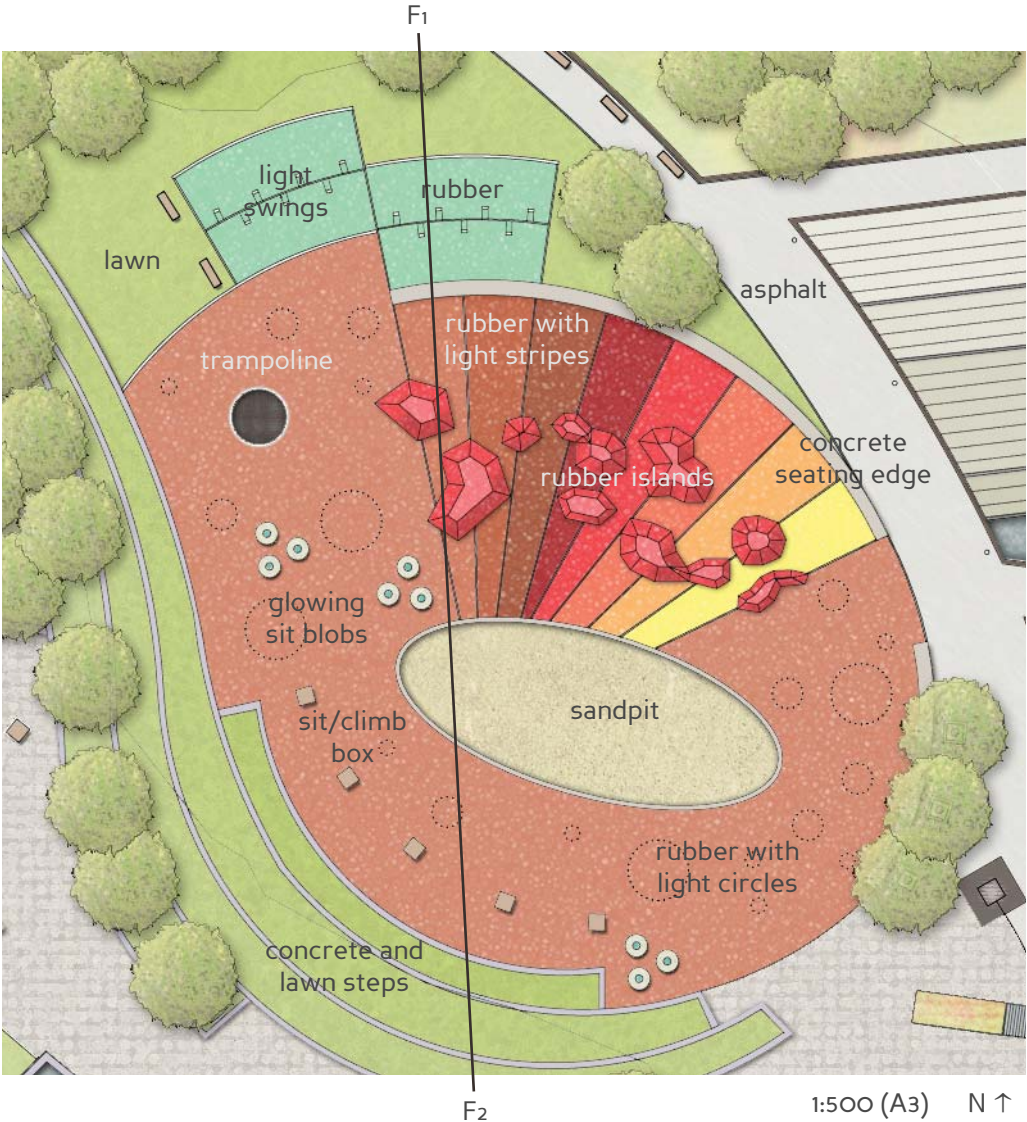 F1
light
swings
rubber
lawn
asphalt
rubber with
light stripes
trampoline
concrete
seating edge
rubber islands
glowing
sit blobs
sandpit
sit/climb
box
rubber with
light circles
concrete and
lawn steps
F2
1:500 (A3) N ↑